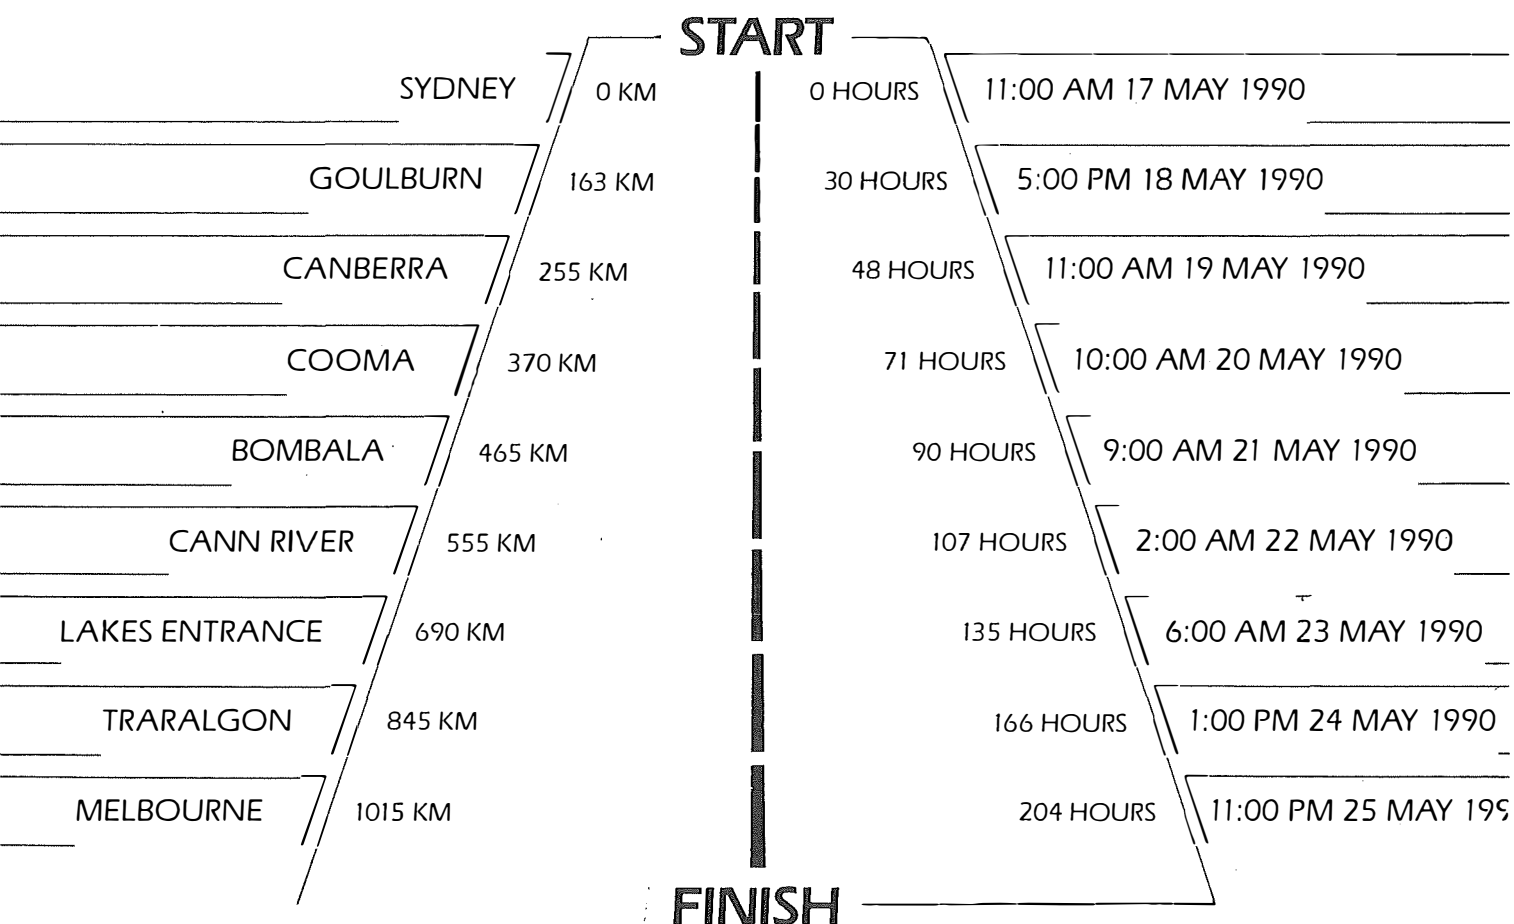 START
SYDNEY 0 KM 0 HOURS 11:00 AM 17 MAY 1990
GOULBURN 163 KM 30 HOURS 5:00 PM 18 MAY 1990
CANBERRA 255 KM 48 HOURS 11:00 AM 19 MAY 1990
COOMA 370 KM 71 HOURS 10:00 AM 20 MAY 1990
BOMBALA 465 KM 90 HOURS 9:00 AM 21 MAY 1990
CANN RIVER 555 KM 107 HOURS 2:00 AM 22 MAY 1990
LAKES ENTRANCE 690 KM 135 HOURS 6:00 AM 23 MAY 1990
TRARALGON 845 KM 166 HOURS 1:00 PM 24 MAY 1990
MELBOURNE 1015 KM 204 HOURS 11:00 PM 25 MAY 199
FINISH